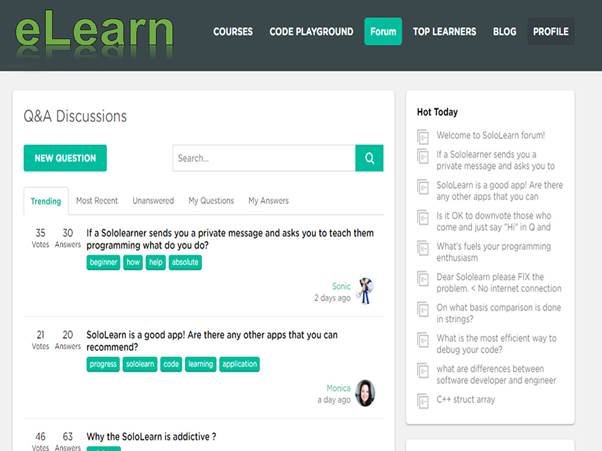 eLearn
COURSES CODE PLAYGROUND Forum TOP LEARNERS BLOG PROFILE
Q&A Discussions
NEW QUESTION
Search...
Trending Most Recent Unanswered My Questions My Answers
35 Votes
30 Answers
If a Sololearner sends you a private message and asks you to teach them
programming what do you do?
beginner how help absolute
Sonic
2 days ago
21 Votes
20 Answers
SoloLearn is a good app! Are there any other apps that you can
recommend?
progress sololearn code learning application
Monica
a day ago
46 Votes
63 Answers
Why the SoloLearn is addictive ?
Hot Today
Welcome to SoloLearn forum!
If a Sololearner sends you a
private message and asks you to
SoloLearn is a good app! Are there
any other apps that you can
Is it OK to downvote those who
come and just say "Hi" in Q and
What's fuels your programming
enthusiasm
Dear Sololearn please FIX the
problem. < No internet connection
On what basis comparison is done
in strings?
What is the most efficient way to
debug your code?
what are differences between
software developer and engineer
C++ struct array